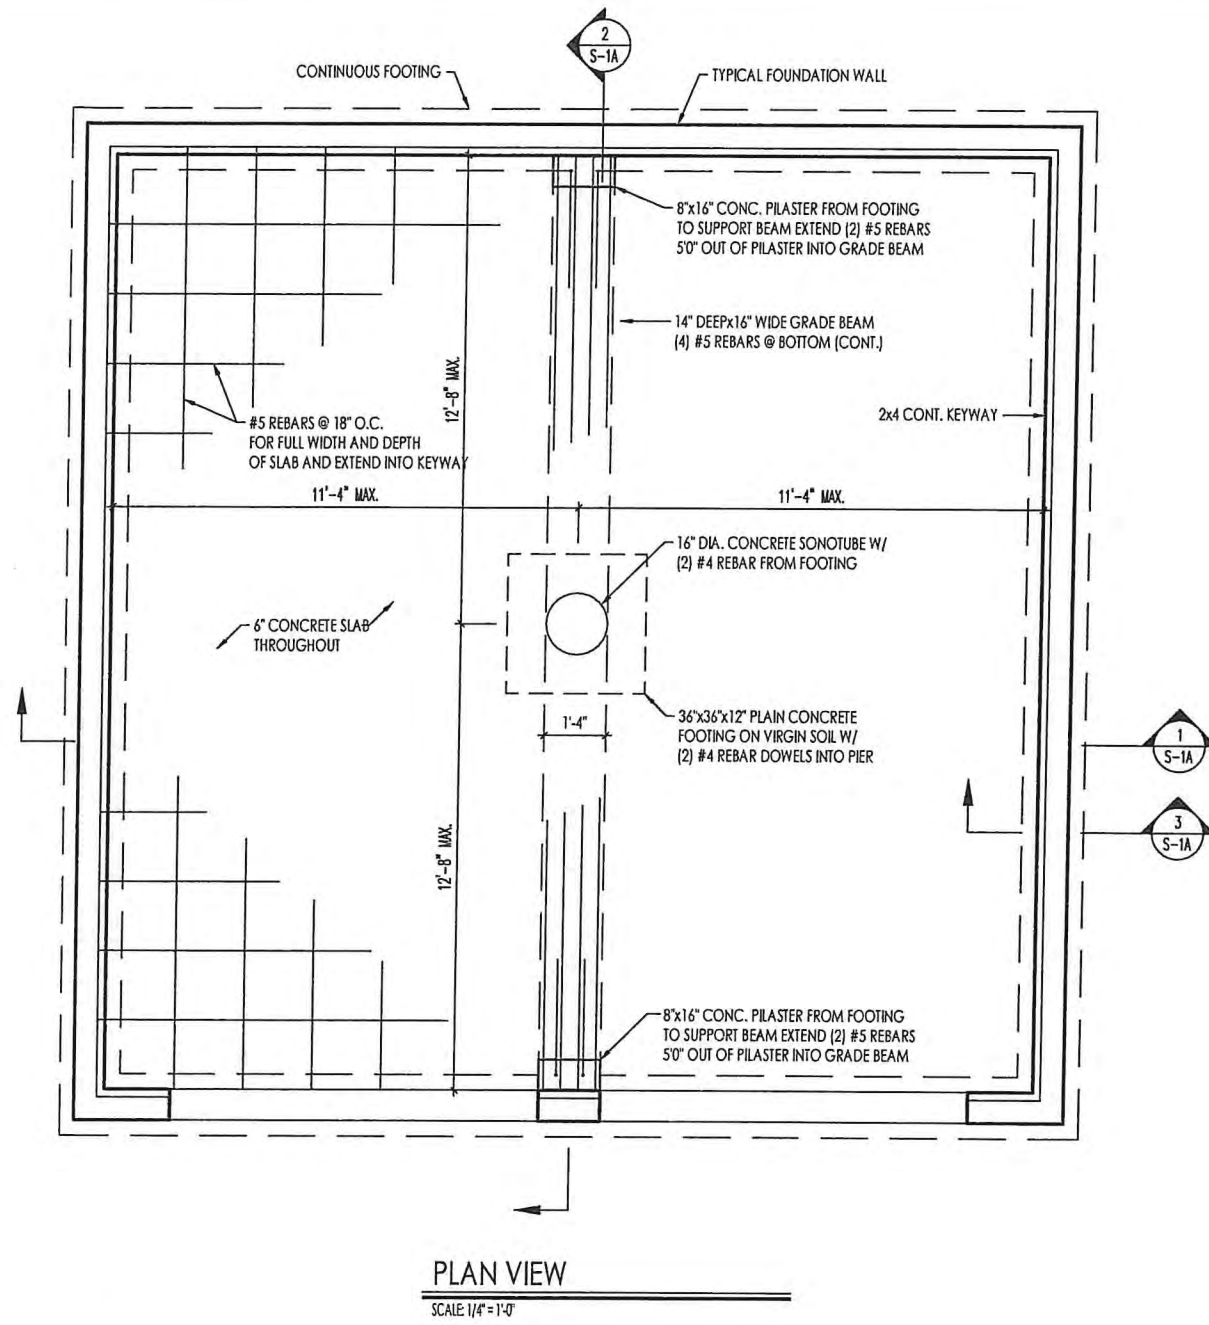 2
S-1A
CONTINUOUS FOOTING
TYPICAL FOUNDATION WALL
8"x16" CONC. PILASTER FROM FOOTING
TO SUPPORT BEAM EXTEND (2) #5 REBARS
5'0" OUT OF PILASTER INTO GRADE BEAM
14" DEEPx16" WIDE GRADE BEAM
(4) #5 REBARS @ BOTTOM (CONT.)
12'-8" MAX.
2x4 CONT. KEYWAY
#5 REBARS @ 18" O.C.
FOR FULL WIDTH AND DEPTH
OF SLAB AND EXTEND INTO KEYWAY
11'-4" MAX.
11'-4" MAX.
16" DIA. CONCRETE SONOTUBE W/
(2) #4 REBAR FROM FOOTING
6" CONCRETE SLAB
THROUGHOUT
36"x36"x12" PLAIN CONCRETE
FOOTING ON VIRGIN SOIL W/
(2) #4 REBAR DOWELS INTO PIER
1'-4"
1
S-1A
3
S-1A
12'-8" MAX.
8"x16" CONC. PILASTER FROM FOOTING
TO SUPPORT BEAM EXTEND (2) #5 REBARS
5'0" OUT OF PILASTER INTO GRADE BEAM
PLAN VIEW
SCALE 1/4" = 1'-0"